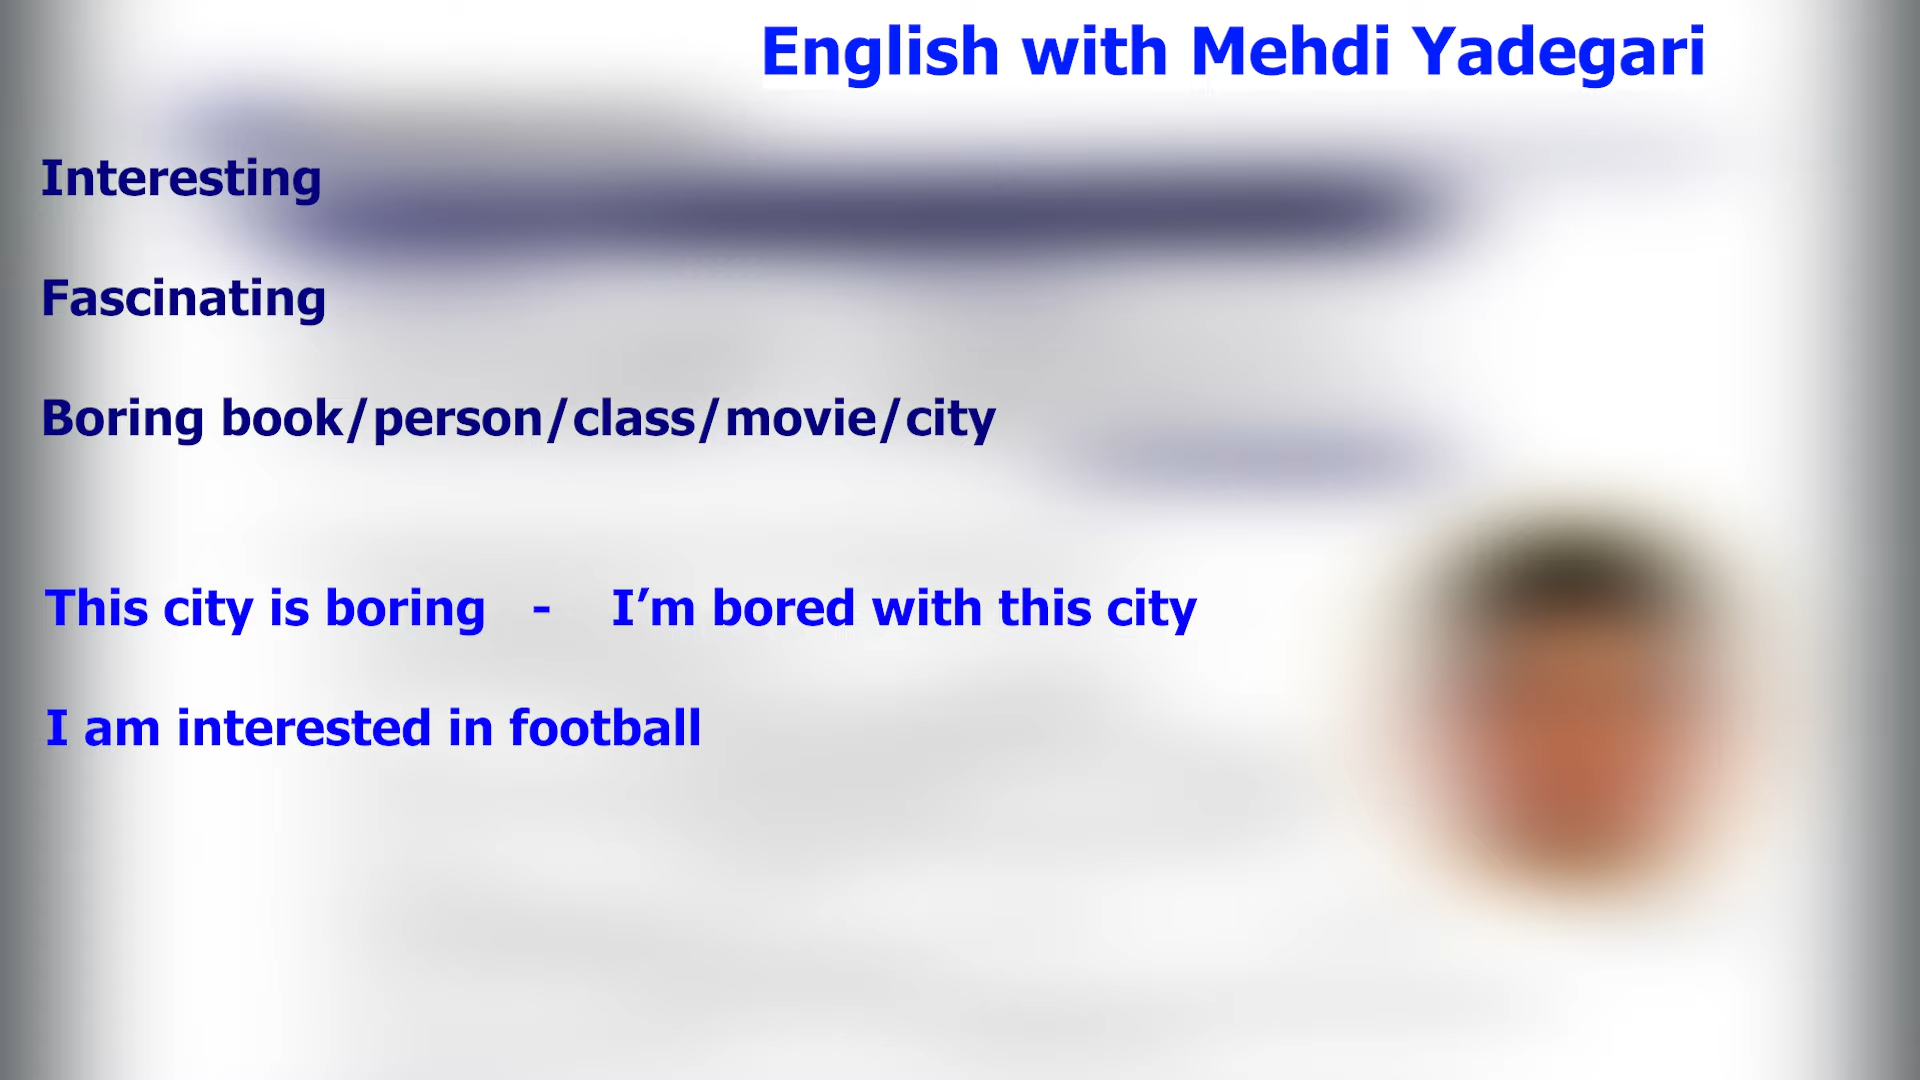 English with Mehdi Yadegari
Interesting
Fascinating
Boring book/person/class/movie/city
This city is boring - I’m bored with this city
I am interested in football